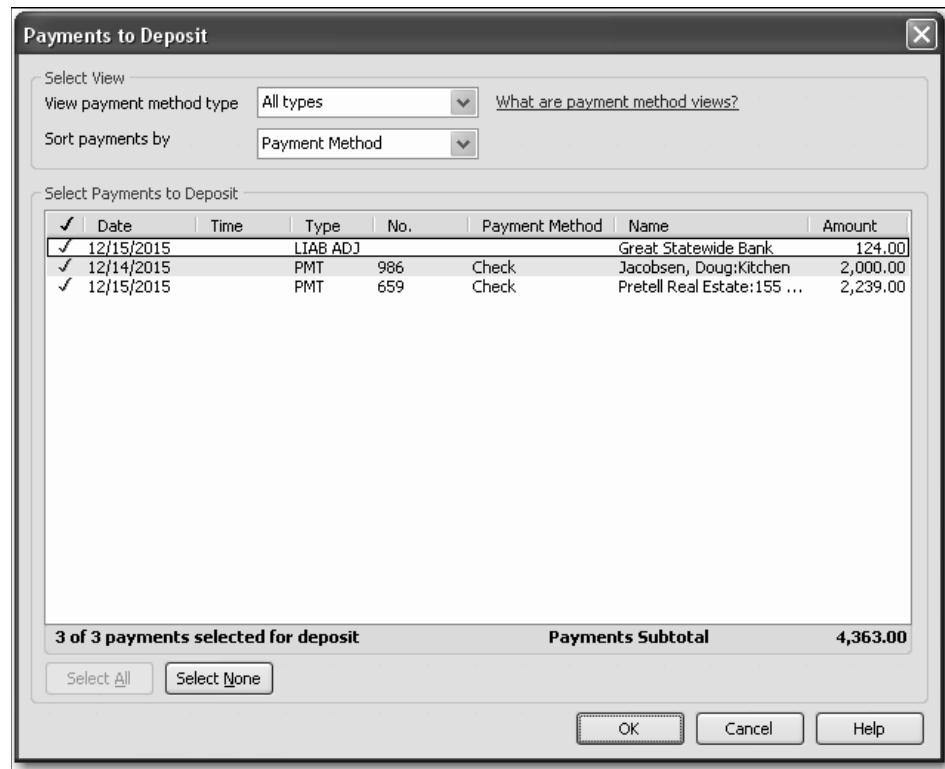 Payments to Deposit
Select View
View payment method type All types What are payment method views?
Sort payments by Payment Method
Select Payments to Deposit
✓ Date Time Type No. Payment Method Name Amount
✓ 12/15/2015 LIAB ADJ Great Statewide Bank 124.00
✓ 12/14/2015 PMT 986 Check Jacobsen, Doug:Kitchen 2,000.00
✓ 12/15/2015 PMT 659 Check Pretell Real Estate:155 ... 2,239.00
3 of 3 payments selected for deposit Payments Subtotal 4,363.00
Select All Select None
OK Cancel Help